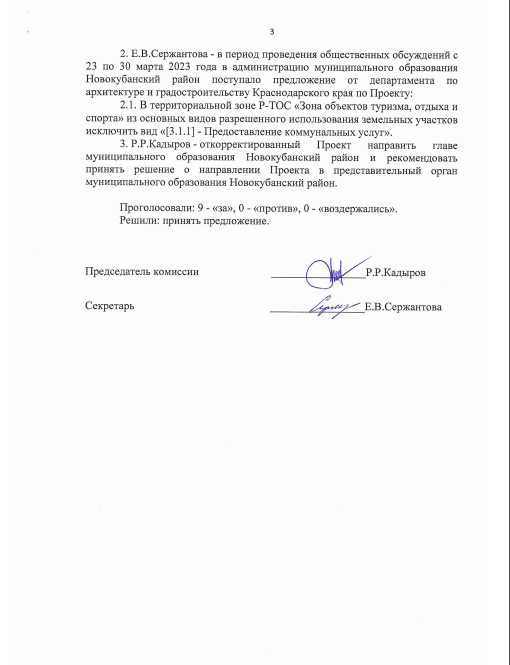 3
2. Е.В.Сержантова - в период проведения общественных обсуждений с
23 по 30 марта 2023 года в администрацию муниципального образования
Новокубанский район поступало предложение от департамента по
архитектуре и градостроительству Краснодарского края по Проекту:
2.1. В территориальной зоне Р-ТОС «Зона объектов туризма, отдыха и
спорта» из основных видов разрешенного использования земельных участков
исключить вид «[3.1.1] - Предоставление коммунальных услуг».
3. Р.Р.Кадыров - откорректированный Проект направить главе
муниципального образования Новокубанский район и рекомендовать
принять решение о направлении Проекта в представительный орган
муниципального образования Новокубанский район.
Проголосовали: 9 - «за», 0 - «против», 0 - «воздержались».
Решили: принять предложение.
Председатель комиссии Р.Р.Кадыров
Секретарь Е.В.Сержантова